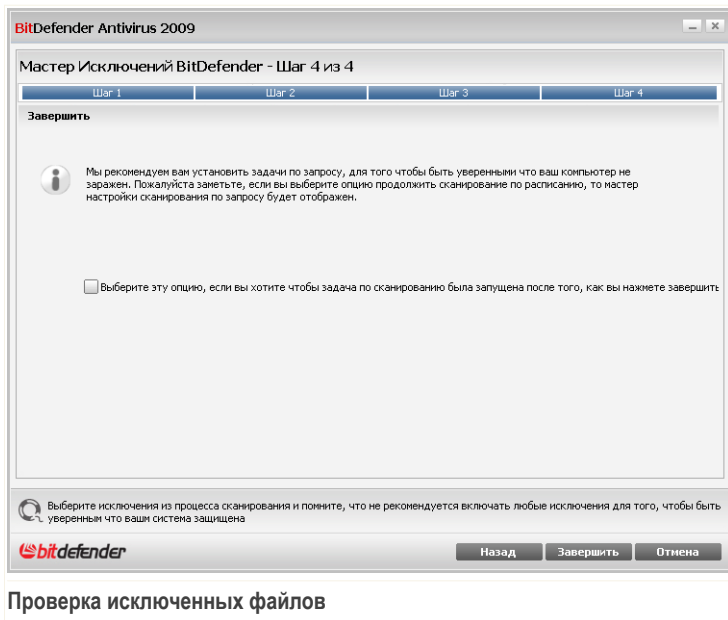 BitDefender Antivirus 2009
Мастер Исключений BitDefender - Шаг 4 из 4
Шаг 1 Шаг 2 Шаг 3 Шаг 4
Завершить
Мы рекомендуем вам установить задачи по запросу, для того чтобы быть уверенными что ваш компьютер не
заражен. Пожалуйста заметьте, если вы выберите опцию продолжить сканирование по расписанию, то мастер
настройки сканирования по запросу будет отображен.
Выберите эту опцию, если вы хотите чтобы задача по сканированию была запущена после того, как вы нажмете завершить
Выберите исключения из процесса сканирования и помните, что не рекомендуется включать любые исключения для того, чтобы быть
уверенным что вашм система защищена
bitdefender
Назад Завершить Отмена
Проверка исключенных файлов